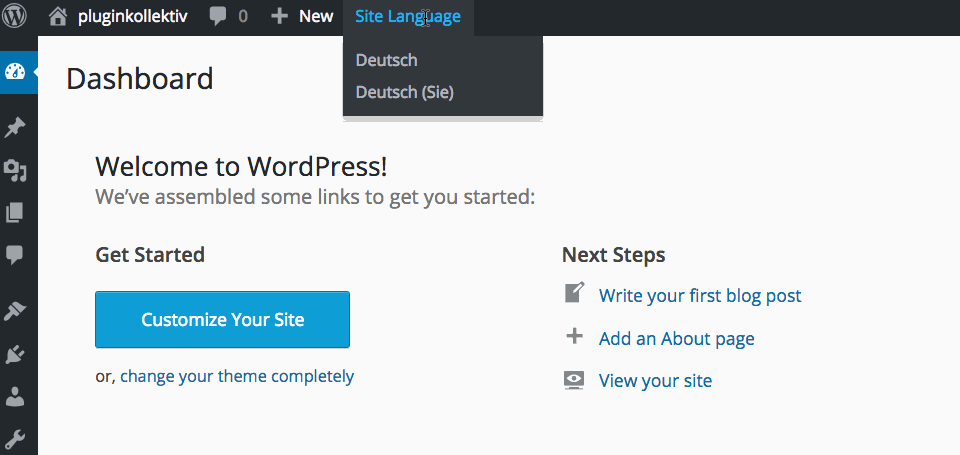 pluginkollektiv 0 New Site Language
Deutsch
Deutsch (Sie)
Dashboard
Welcome to WordPress!
We’ve assembled some links to get you started:
Get Started
Customize Your Site
or, change your theme completely
Next Steps
Write your first blog post
Add an About page
View your site